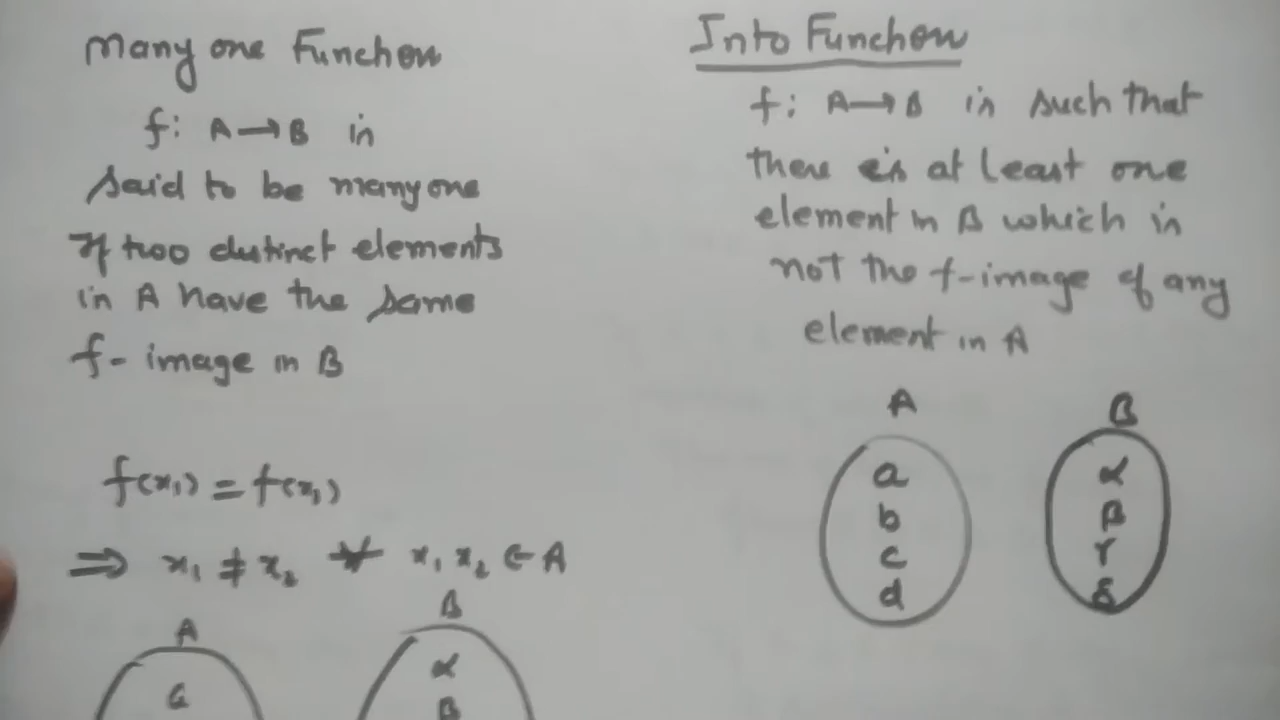 Many one Function
f: A→B is
said to be many one
if two distinct elements
in A have the same
f- image in B
f(x₁) = f(x₂)
⇒ x₁ ≠ x₂ ∀ x₁ x₂ ∈ A
A
a
B
α
β
Into Function
f: A→B is such that
there is at least one
element in B which is
not the f-image of any
element in A
A
a
b
c
d
B
α
β
γ
δ